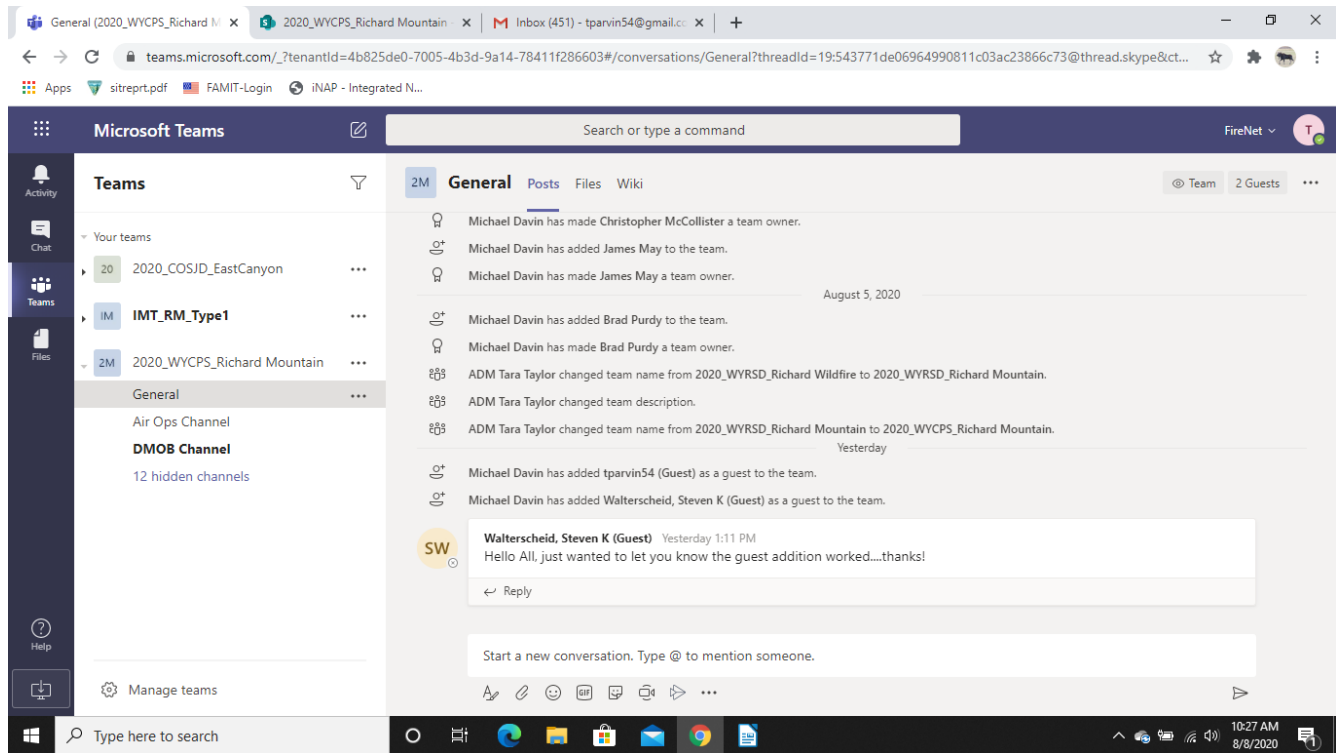 General (2020_WYCPS_Richard M
2020_WYCPS_Richard Mountain -
Inbox (451) - tparvin54@gmail.co
teams.microsoft.com/_?tenantId=4b825de0-7005-4b3d-9a14-78411f286603#/conversations/General?threadId=19:543771de06964990811c03ac23866c73@thread.skype&ct...
Apps
sitreprt.pdf
FAMIT-Login
iNAP - Integrated N...
Microsoft Teams
Search or type a command
FireNet
T
Activity
Chat
Teams
Files
Help
Teams
Your teams
20 2020_COSJD_EastCanyon
IM IMT_RM_Type1
2M 2020_WYCPS_Richard Mountain
General
Air Ops Channel
DMOB Channel
12 hidden channels
Manage teams
2M General Posts Files Wiki
Team 2 Guests
Michael Davin has made Christopher McCollister a team owner.
Michael Davin has added James May to the team.
Michael Davin has made James May a team owner.
August 5, 2020
Michael Davin has added Brad Purdy to the team.
Michael Davin has made Brad Purdy a team owner.
ADM Tara Taylor changed team name from 2020_WYRSD_Richard Wildfire to 2020_WYRSD_Richard Mountain.
ADM Tara Taylor changed team description.
ADM Tara Taylor changed team name from 2020_WYRSD_Richard Mountain to 2020_WYCPS_Richard Mountain.
Yesterday
Michael Davin has added tparvin54 (Guest) as a guest to the team.
Michael Davin has added Walterscheid, Steven K (Guest) as a guest to the team.
SW
Walterscheid, Steven K (Guest) Yesterday 1:11 PM
Hello All, just wanted to let you know the guest addition worked....thanks!
Reply
Start a new conversation. Type @ to mention someone.
GIF
Type here to search
10:27 AM
8/8/2020
1